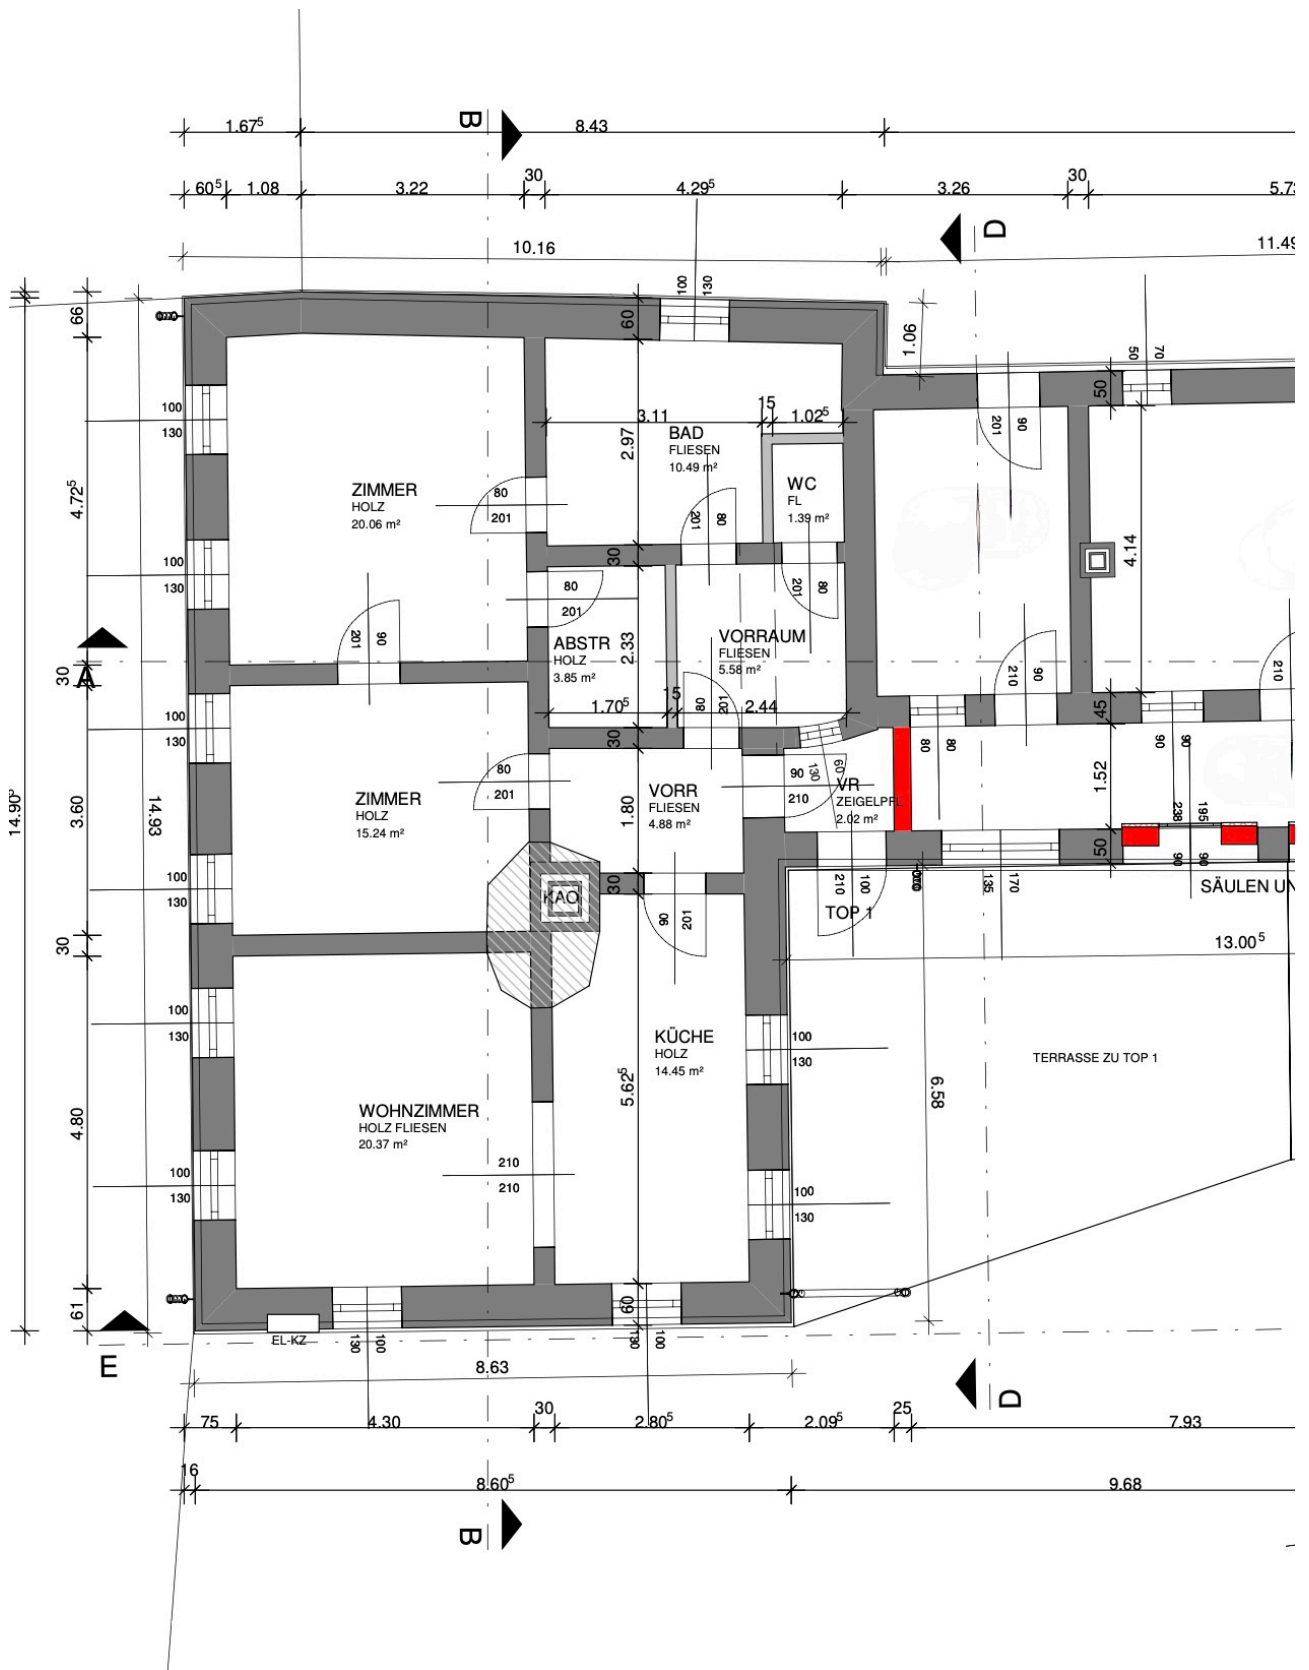 B
1.67⁵
8.43
60⁵
1.08
3.22
30
4.29⁵
3.26
30
D
10.16
11.49
100
130
66
60
1.06
70
50
50
100
130
15
3.11
1.02⁵
2.97
BAD
FLIESEN
10.49 m²
90
201
4.72⁵
ZIMMER
HOLZ
20.06 m²
80
201
WC
FL
1.39 m²
80
201
4.14
100
130
30
80
201
80
201
90
201
ABSTR
HOLZ
3.85 m²
2.33
VORRAUM
FLIESEN
5.58 m²
90
210
210
30
A
15
1.70⁵
80
201
2.44
45
100
130
30
80
80
90
90
80
201
90
210
130
60
VR
ZEIGELPFL
2.02 m²
1.52
14.90⁵
3.60
14.93
ZIMMER
HOLZ
15.24 m²
1.80
VORR
FLIESEN
4.88 m²
238
195
50
90
90
100
130
KAO
30
90
201
210
100
TOP 1
135
170
SÄULEN UN
30
13.00⁵
100
130
KÜCHE
HOLZ
14.45 m²
100
130
TERRASSE ZU TOP 1
5.62⁵
6.58
4.80
WOHNZIMMER
HOLZ FLIESEN
20.37 m²
210
210
100
130
100
130
61
60
EL-KZ
130
100
130
100
E
8.63
D
75
4.30
30
2.80⁵
2.09⁵
25
7.93
16
8.60⁵
9.68
B